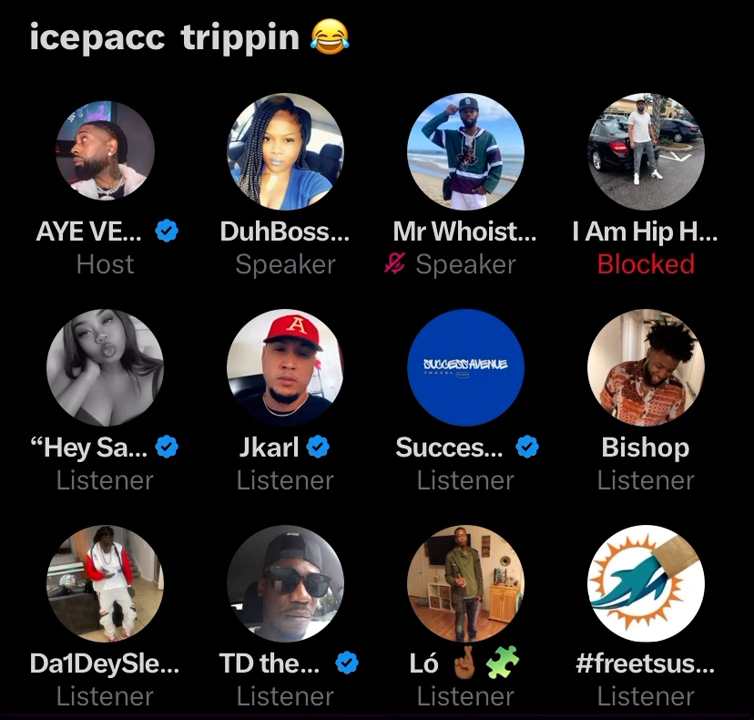 icepacc trippin 😂
AYE VE... DuhBoss... Mr Whoist... I Am Hip H...
Host Speaker Speaker Blocked
SUCCESS AVENUE
TRAVEL
“Hey Sa... Jkarl Succes... Bishop
Listener Listener Listener Listener
Da1DeySle... TD the... Ló 🤞🏾🧩 #freetsus...
Listener Listener Listener Listener